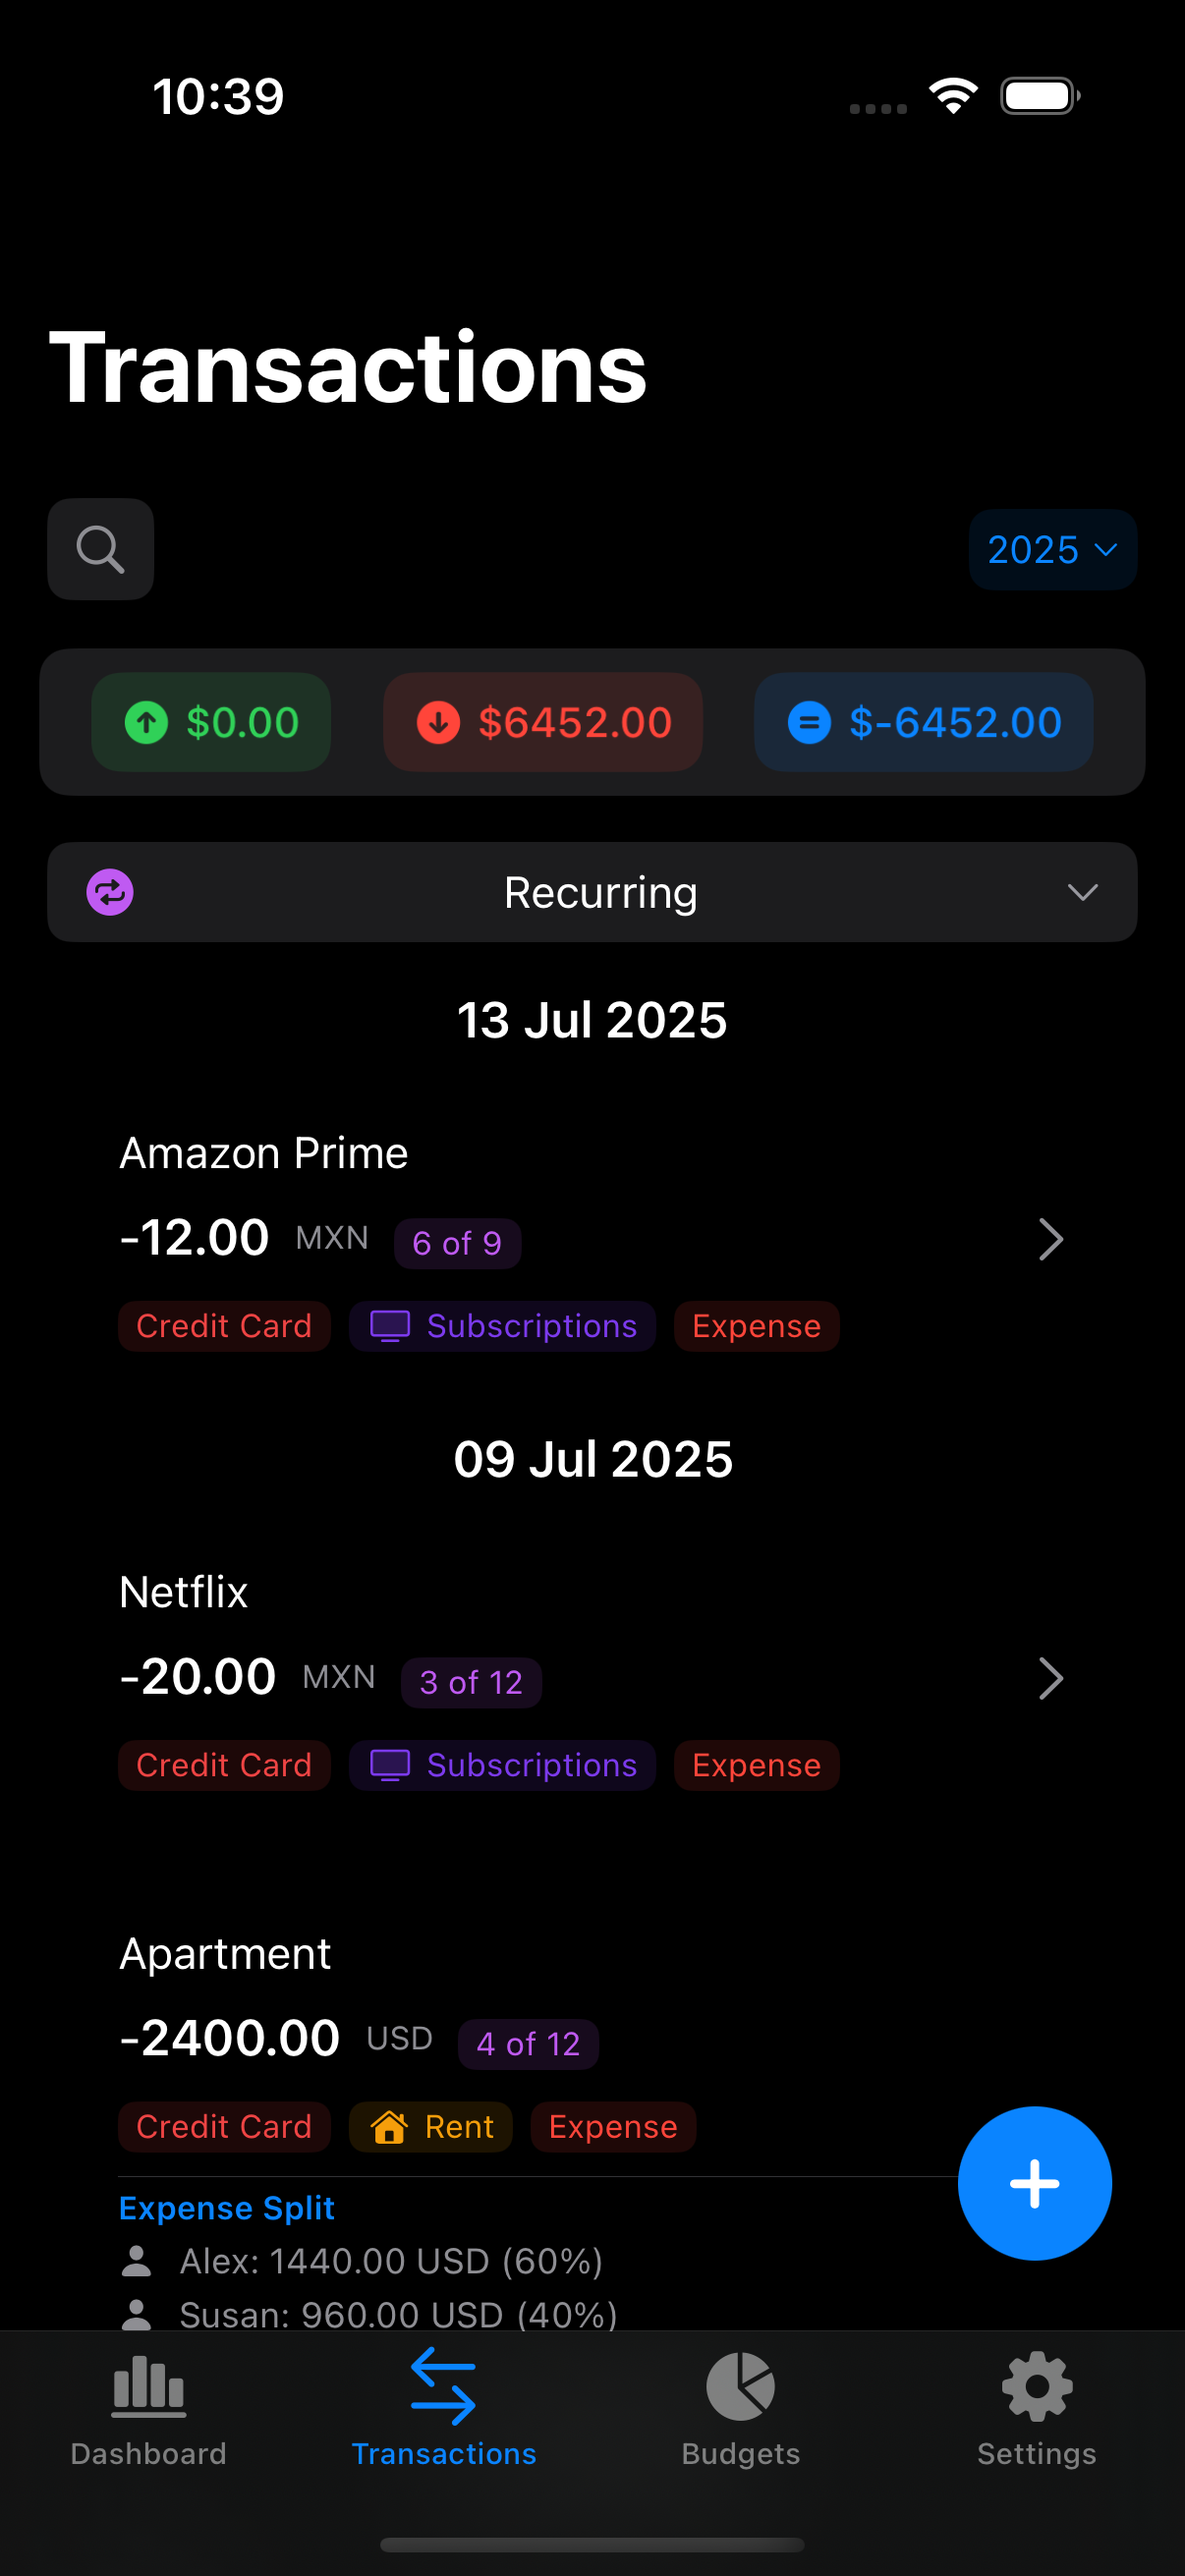 10:39
Transactions
2025
$0.00 $6452.00 $-6452.00
Recurring
13 Jul 2025
Amazon Prime
-12.00 MXN 6 of 9
Credit Card Subscriptions Expense
09 Jul 2025
Netflix
-20.00 MXN 3 of 12
Credit Card Subscriptions Expense
Apartment
-2400.00 USD 4 of 12
Credit Card Rent Expense
Expense Split
Alex: 1440.00 USD (60%)
Susan: 960.00 USD (40%)
Dashboard Transactions Budgets Settings